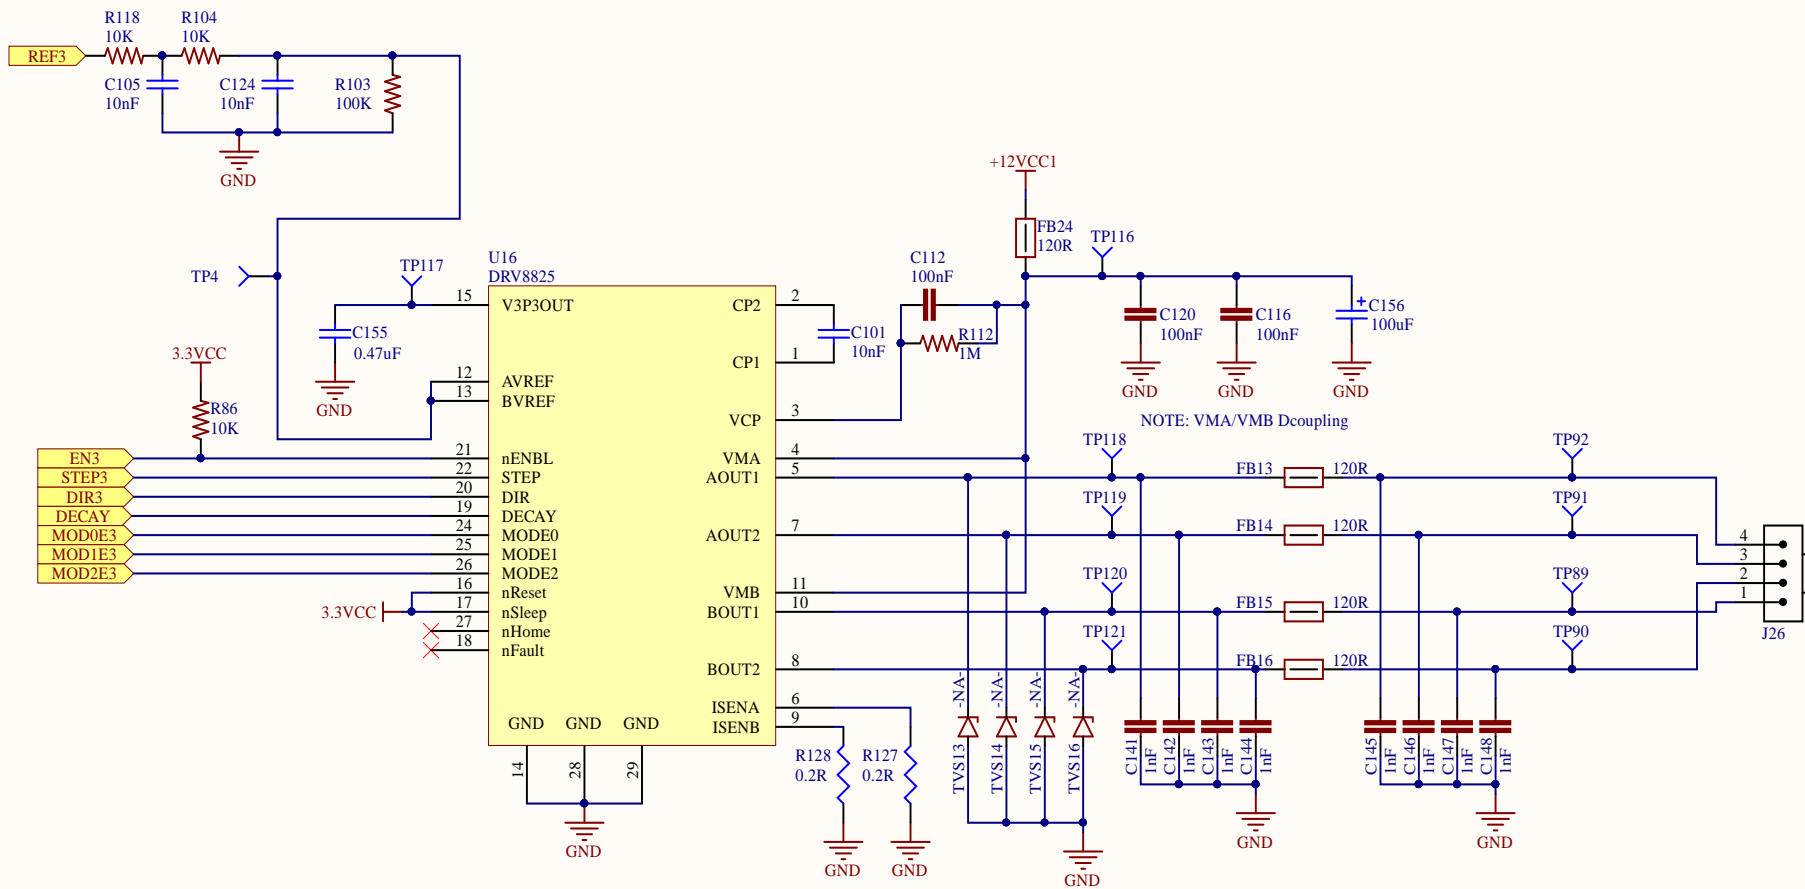 R118
10K
R104
10K
REF3
C105
10nF
C124
10nF
R103
100K
GND
+12VCC1
FB24
120R
TP116
TP4
TP117
U16
DRV8825
C112
100nF
R112
1M
C120
100nF
C116
100nF
+
C156
100uF
GND
GND
GND
NOTE: VMA/VMB Dcoupling
C155
0.47uF
GND
C101
10nF
3.3VCC
R86
10K
EN3
STEP3
DIR3
DECAY
MOD0E3
MOD1E3
MOD2E3
3.3VCC
15 V3P3OUT
12 AVREF
13 BVREF
21 nENBL
22 STEP
20 DIR
19 DECAY
24 MODE0
25 MODE1
26 MODE2
16 nReset
17 nSleep
27 nHome
18 nFault
CP2 2
CP1 1
VCP 3
VMA 4
AOUT1 5
AOUT2 7
VMB 11
BOUT1 10
BOUT2 8
ISENA 6
ISENB 9
GND GND GND
14
28
29
GND
R128
0.2R
R127
0.2R
GND
GND
TP118
TP119
TP120
TP121
FB13 120R
FB14 120R
FB15 120R
FB16 120R
TP92
TP91
TP89
TP90
4
3
2
1
J26
-NA-
-NA-
-NA-
-NA-
TVS13
TVS14
TVS15
TVS16
GND
C141
1nF
C142
1nF
C143
1nF
C144
1nF
GND
C145
1nF
C146
1nF
C147
1nF
C148
1nF
GND